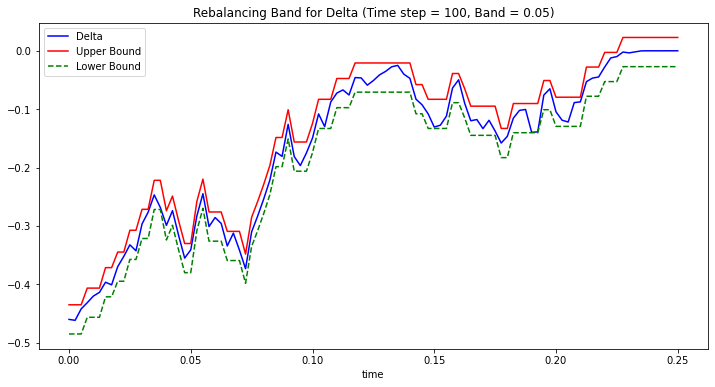 Rebalancing Band for Delta (Time step = 100, Band = 0.05)
Delta
Upper Bound
Lower Bound
0.0
−0.1
−0.2
−0.3
−0.4
−0.5
0.00 0.05 0.10 0.15 0.20 0.25
time